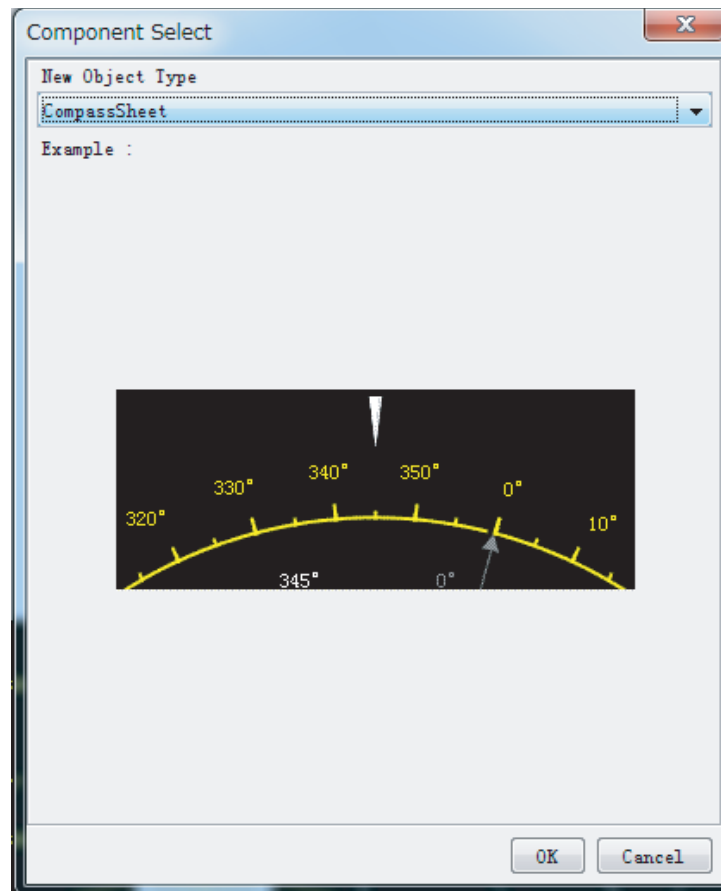 Component Select
New Object Type
CompassSheet
Example :
320° 330° 340° 350° 0° 10°
345° 0°
OK Cancel